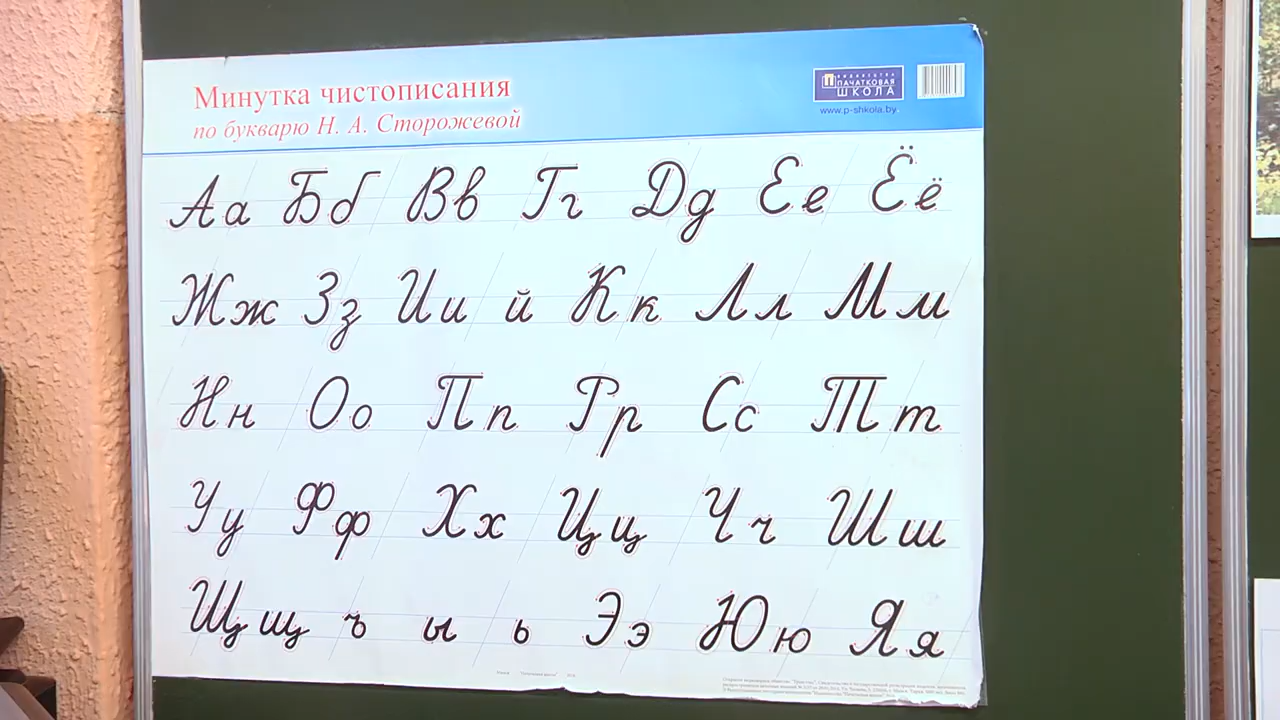 Минутка чистописания
по букварю Н. А. Сторожевой
ВЫДАВЕЦТВА
ПАЧАТКОВАЯ
ШКОЛА
www.p-shkola.by
Аа Бб Вв Гг Дд Ее Ёё
Жж Зз Ии й Кк Лл Мм
Нн Оо Пп Рр Сс Тт
Уу Фф Хх Цц Чч Шш
Щщ ъ ы ь Ээ Юю Яя